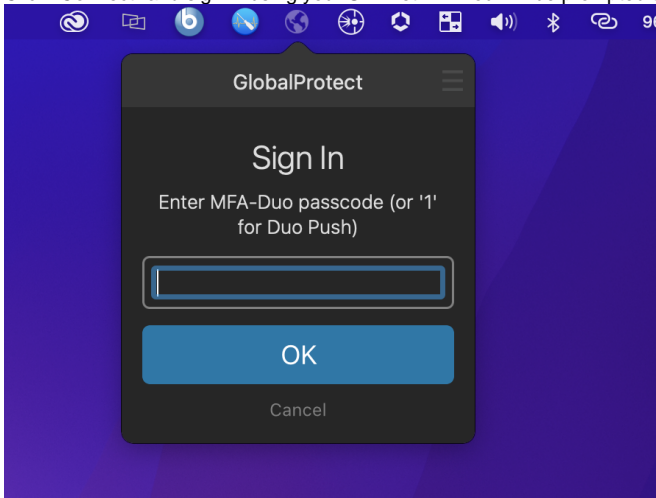 GlobalProtect
Sign In
Enter MFA-Duo passcode (or '1'
for Duo Push)
OK
Cancel